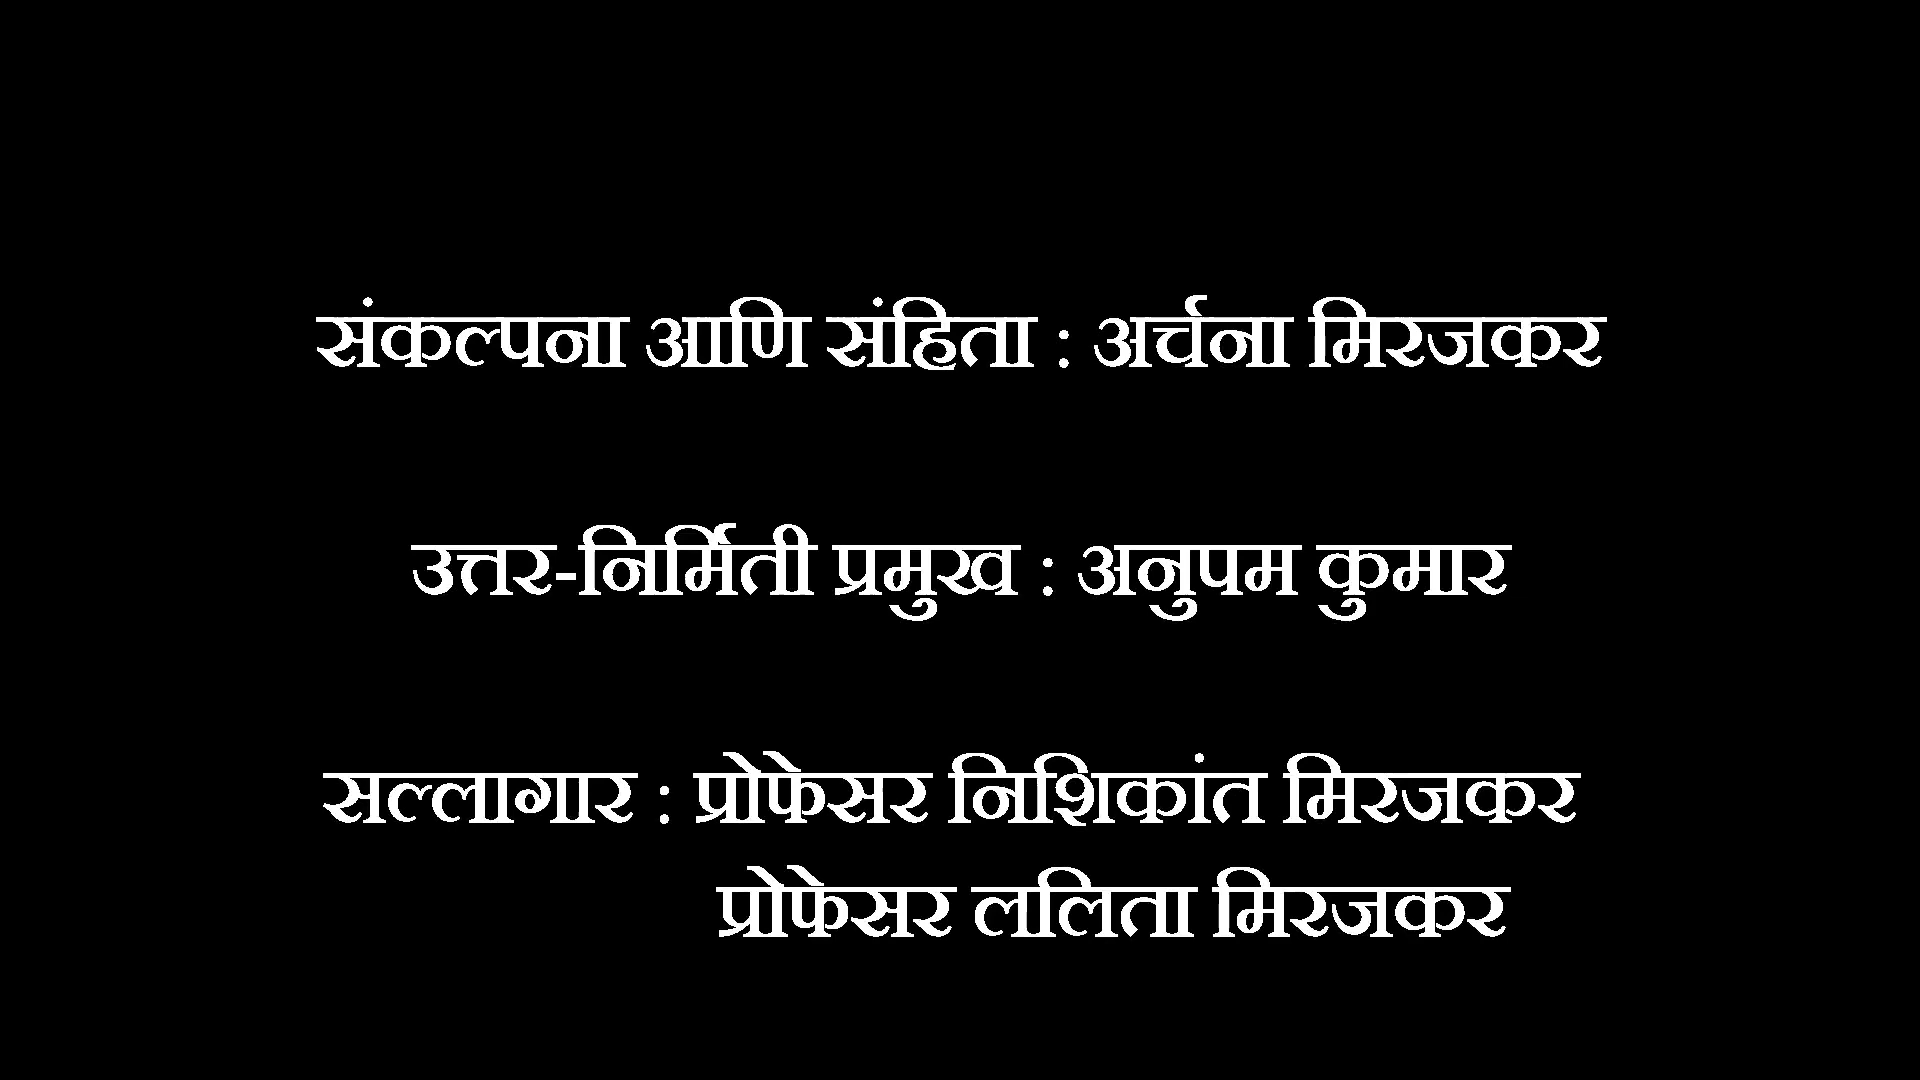 संकल्पना आणि संहिता : अर्चना मिरजकर
उत्तर-निर्मिती प्रमुख : अनुपम कुमार
सल्लागार : प्रोफेसर निशिकांत मिरजकर
प्रोफेसर ललिता मिरजकर